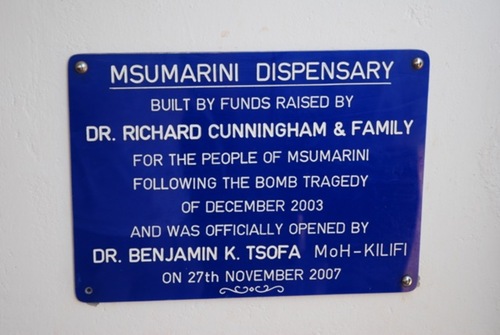 MSUMARINI DISPENSARY
BUILT BY FUNDS RAISED BY
DR. RICHARD CUNNINGHAM & FAMILY
FOR THE PEOPLE OF MSUMARINI
FOLLOWING THE BOMB TRAGEDY
OF DECEMBER 2003
AND WAS OFFICIALLY OPENED BY
DR. BENJAMIN K. TSOFA MoH-KILIFI
ON 27th NOVEMBER 2007